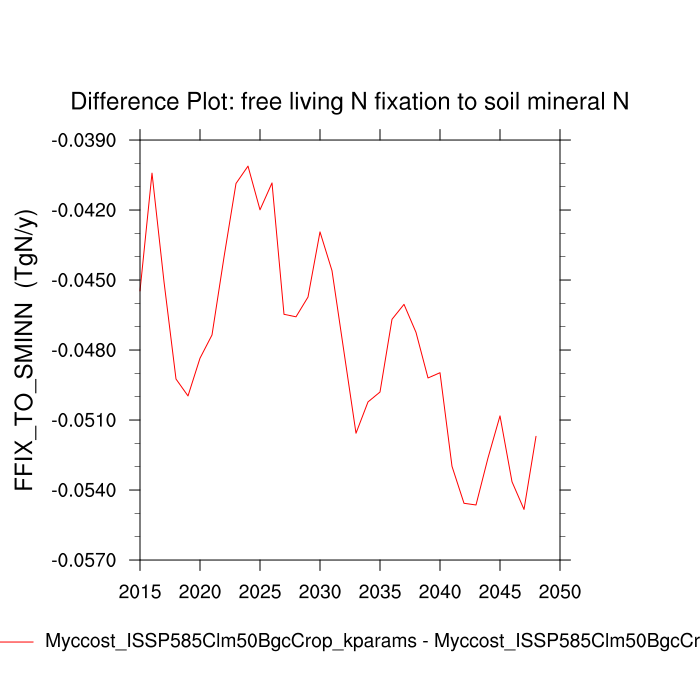 Difference Plot: free living N fixation to soil mineral N
FFIX_TO_SMINN (TgN/y)
-0.0390
-0.0420
-0.0450
-0.0480
-0.0510
-0.0540
-0.0570
2015 2020 2025 2030 2035 2040 2045 2050
Myccost_ISSP585Clm50BgcCrop_kparams - Myccost_ISSP585Clm50BgcCr